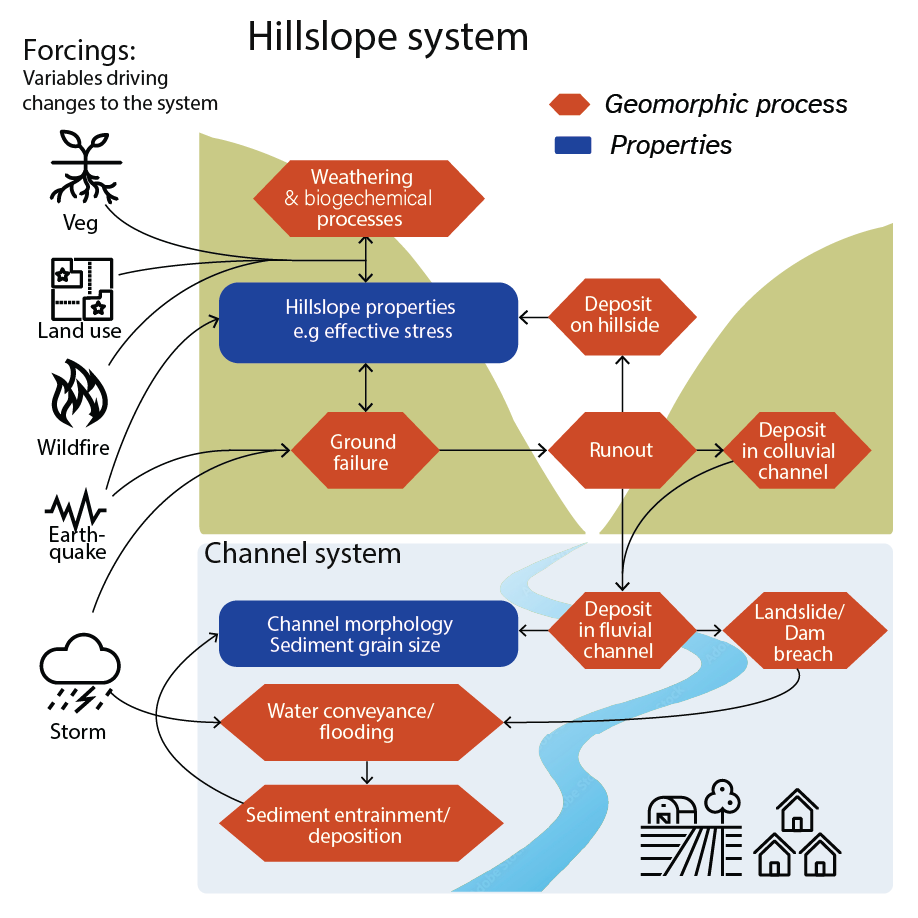 Hillslope system
Forcings:
Variables driving
changes to the system
Geomorphic process
Properties
Veg
Land use
Wildfire
Earth-
quake
Storm
Weathering
& biogechemical
processes
Hillslope properties
e.g effective stress
Deposit
on hillside
Ground
failure
Runout
Deposit
in colluvial
channel
Channel system
Channel morphology
Sediment grain size
Deposit
in fluvial
channel
Landslide/
Dam
breach
Water conveyance/
flooding
Sediment entrainment/
deposition